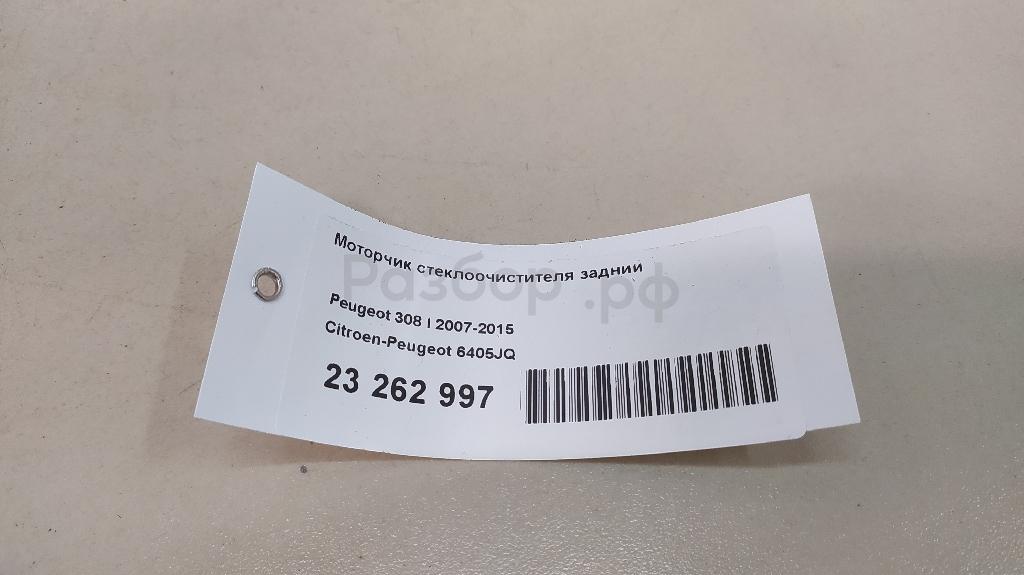 Моторчик стеклоочистителя задний
Разбор.рф
Peugeot 308 I 2007-2015
Citroen-Peugeot 6405JQ
23 262 997